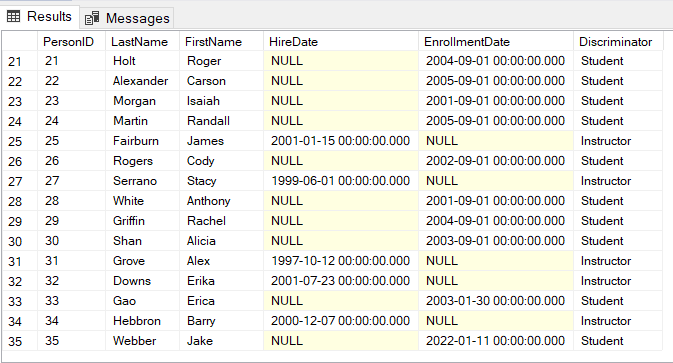 Results Messages
PersonID LastName FirstName HireDate EnrollmentDate Discriminator
21 21 Holt Roger NULL 2004-09-01 00:00:00.000 Student
22 22 Alexander Carson NULL 2005-09-01 00:00:00.000 Student
23 23 Morgan Isaiah NULL 2001-09-01 00:00:00.000 Student
24 24 Martin Randall NULL 2005-09-01 00:00:00.000 Student
25 25 Fairburn James 2001-01-15 00:00:00.000 NULL Instructor
26 26 Rogers Cody NULL 2002-09-01 00:00:00.000 Student
27 27 Serrano Stacy 1999-06-01 00:00:00.000 NULL Instructor
28 28 White Anthony NULL 2001-09-01 00:00:00.000 Student
29 29 Griffin Rachel NULL 2004-09-01 00:00:00.000 Student
30 30 Shan Alicia NULL 2003-09-01 00:00:00.000 Student
31 31 Grove Alex 1997-10-12 00:00:00.000 NULL Instructor
32 32 Downs Erika 2001-07-23 00:00:00.000 NULL Instructor
33 33 Gao Erica NULL 2003-01-30 00:00:00.000 Student
34 34 Hebbron Barry 2000-12-07 00:00:00.000 NULL Instructor
35 35 Webber Jake NULL 2022-01-11 00:00:00.000 Student